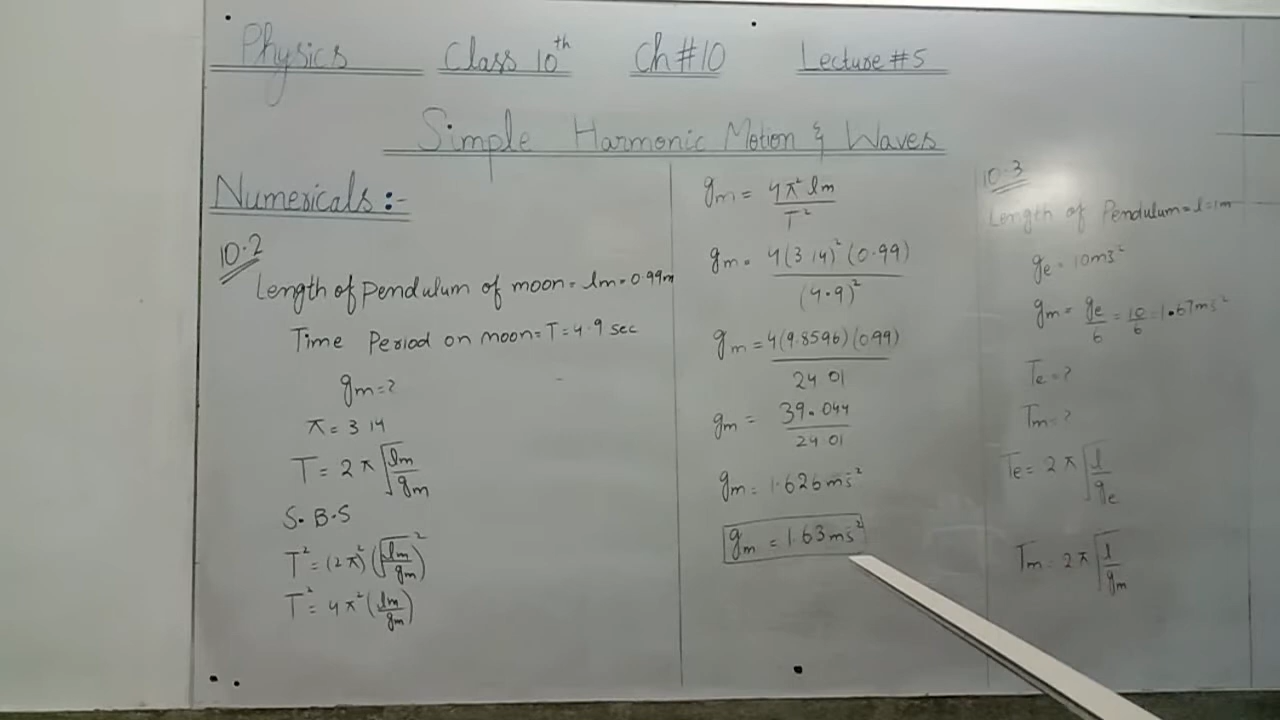 Physics Class 10th Ch#10 Lecture #5
Simple Harmonic Motion & Waves
Numericals :-
10.2
Length of pendulum of moon = lm = 0.99m
Time Period on moon = T = 4.9 sec
gm = ?
π = 3.14
T = 2π√(lm/gm)
S.B.S
T² = (2π)² (√(lm/gm))²
T² = 4π² (lm/gm)
gm = 4π² lm / T²
gm = 4(3.14)² (0.99) / (4.9)²
gm = 4(9.8596)(0.99) / 24.01
gm = 39.044 / 24.01
gm = 1.626 ms⁻²
gm = 1.63 ms⁻²
10.3
Length of Pendulum = l = 1m
ge = 10 ms⁻²
gm = ge/6 = 10/6 = 1.67 ms⁻²
Te = ?
Tm = ?
Te = 2π√(l/ge)
Tm = 2π√(l/gm)